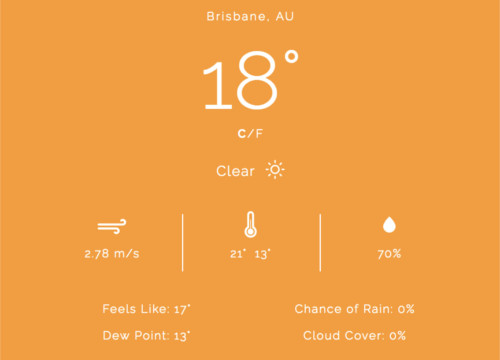 Brisbane, AU
18°
C/F
Clear
2.78 m/s
21° 13°
70%
Feels Like: 17°
Chance of Rain: 0%
Dew Point: 13°
Cloud Cover: 0%